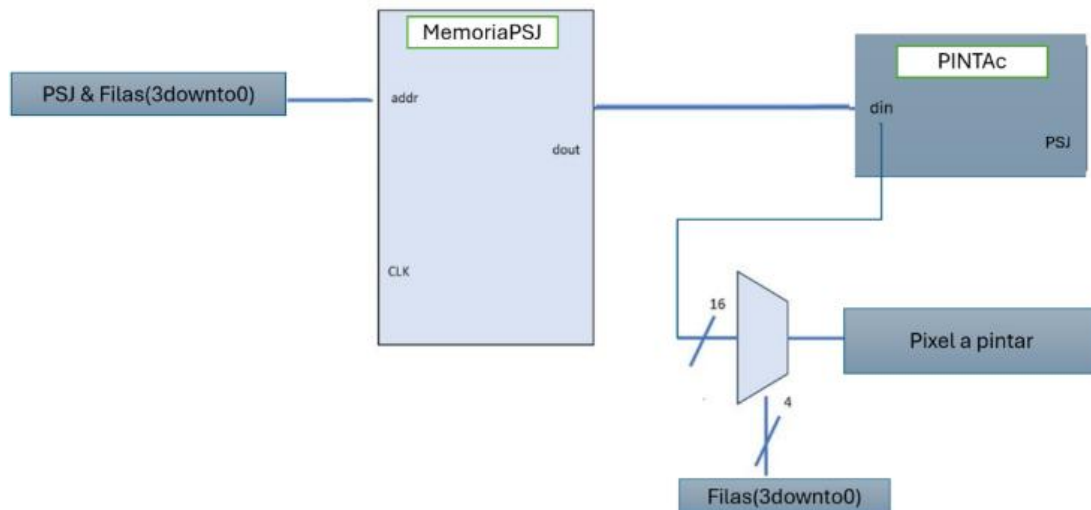 MemoriaPSJ
PINTAc
PSJ & Filas(3downto0)
addr
din
dout
PSJ
CLK
16
Pixel a pintar
4
Filas(3downto0)